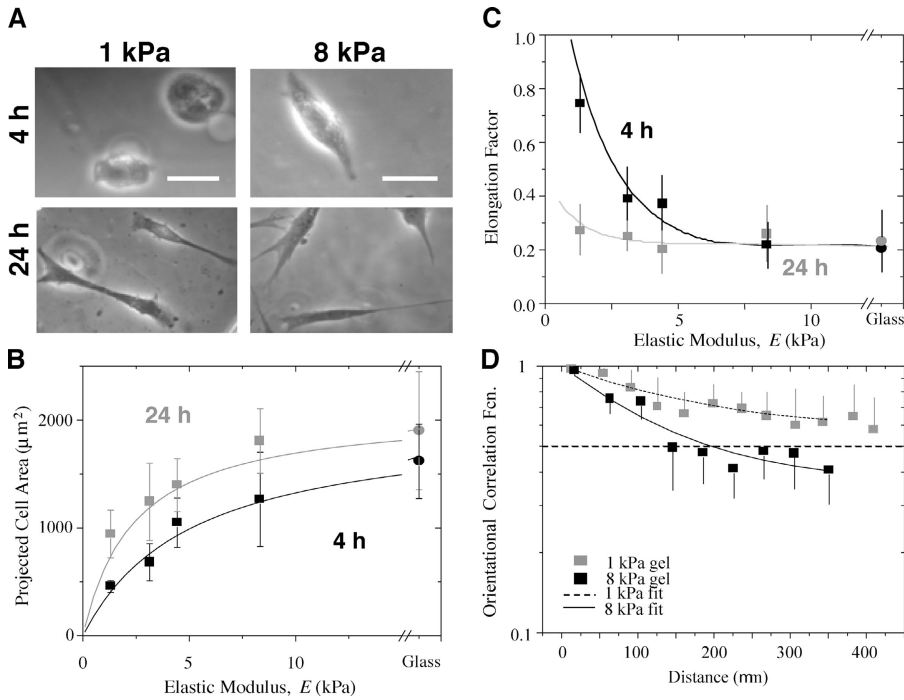 A
1 kPa 8 kPa
4 h
24 h
B
Projected Cell Area (µm²)
2000
1000
0
0 5 10 Glass
Elastic Modulus, E (kPa)
24 h
4 h
C
Elongation Factor
1.0
0.8
0.6
0.4
0.2
0.0
0 5 10 Glass
Elastic Modulus, E (kPa)
4 h
24 h
D
Orientational Correlation Fcn.
1
0.1
1 kPa gel
8 kPa gel
1 kPa fit
8 kPa fit
0 100 200 300 400
Distance (mm)